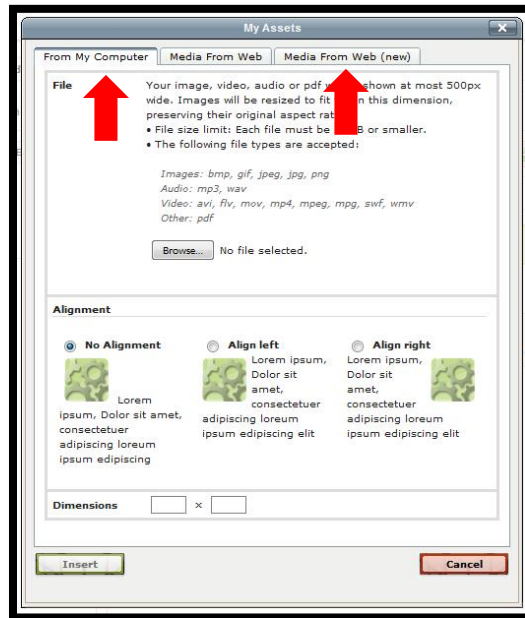 My Assets
From My Computer Media From Web Media From Web (new)
File Your image, video, audio or pdf shown at most 500px
wide. Images will be resized to fit this dimension,
preserving their original aspect
• File size limit: Each file must be B or smaller.
• The following file types are accepted:
Images: bmp, gif, jpeg, jpg, png
Audio: mp3, wav
Video: avi, flv, mov, mp4, mpeg, mpg, swf, wmv
Other: pdf
Browse... No file selected.
Alignment
No Alignment Align left Align right
Lorem
ipsum, Dolor sit amet,
consectetuer
adipiscing loreum
ipsum edipiscing
Lorem ipsum,
Dolor sit
amet,
consectetuer
adipiscing loreum
ipsum edipiscing elit
Lorem ipsum,
Dolor sit
amet,
consectetuer
adipiscing loreum
ipsum edipiscing elit
Dimensions x
Insert Cancel